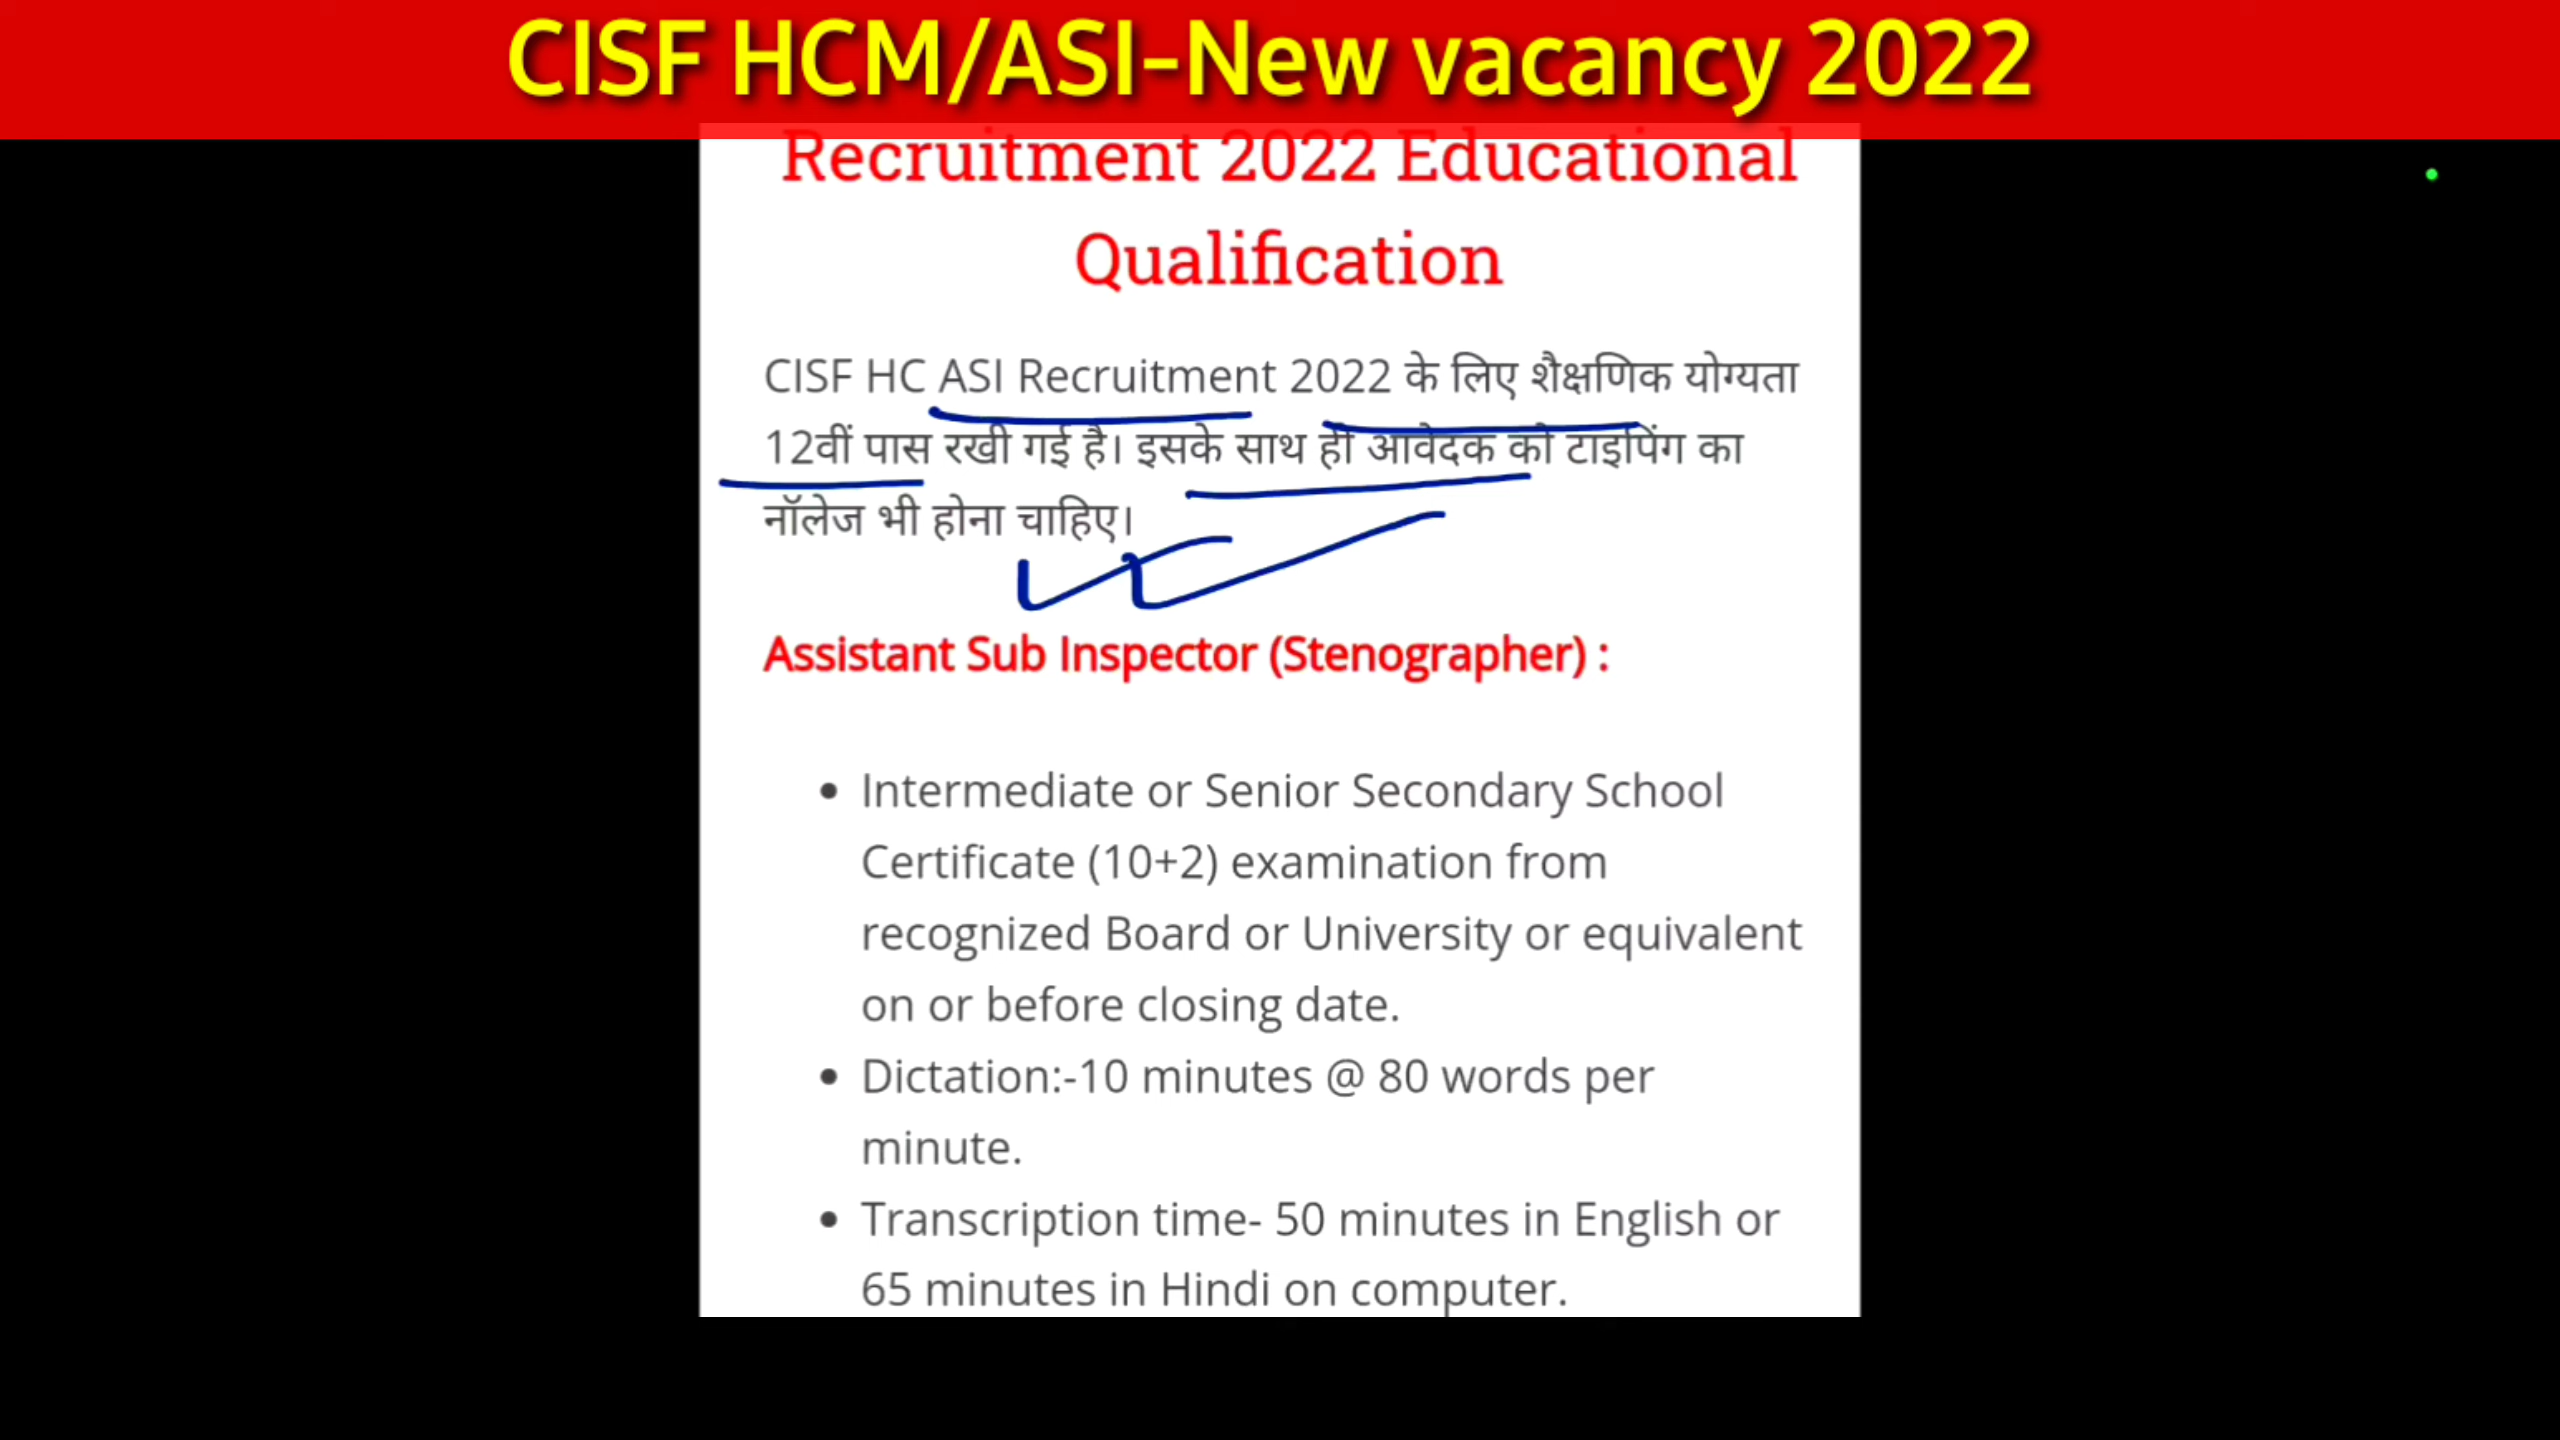 CISF HCM/ASI-New vacancy 2022
Recruitment 2022 Educational
Qualification
CISF HC ASI Recruitment 2022 के लिए शैक्षणिक योग्यता
12वीं पास रखी गई है। इसके साथ ही आवेदक को टाइपिंग का
नॉलेज भी होना चाहिए।
Assistant Sub Inspector (Stenographer) :
• Intermediate or Senior Secondary School
Certificate (10+2) examination from
recognized Board or University or equivalent
on or before closing date.
• Dictation:-10 minutes @ 80 words per
minute.
• Transcription time- 50 minutes in English or
65 minutes in Hindi on computer.